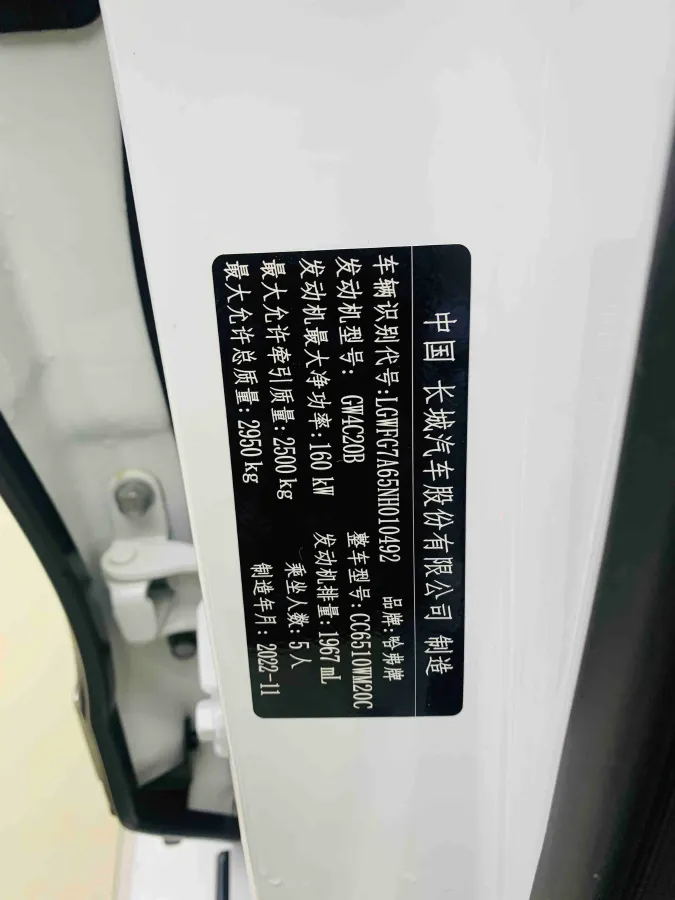 中国 长城汽车股份有限公司 制造
车辆识别代号:LGWFG7A65NH010492 品牌:哈弗牌
发动机型号: GW4C20B 整车型号:CC6510WM20C
发动机最大净功率:160 kW 发动机排量:1967 mL
最大允许牵引质量:2500 kg 乘坐人数:5人
最大允许总质量:2950 kg 制造年月:2022-11